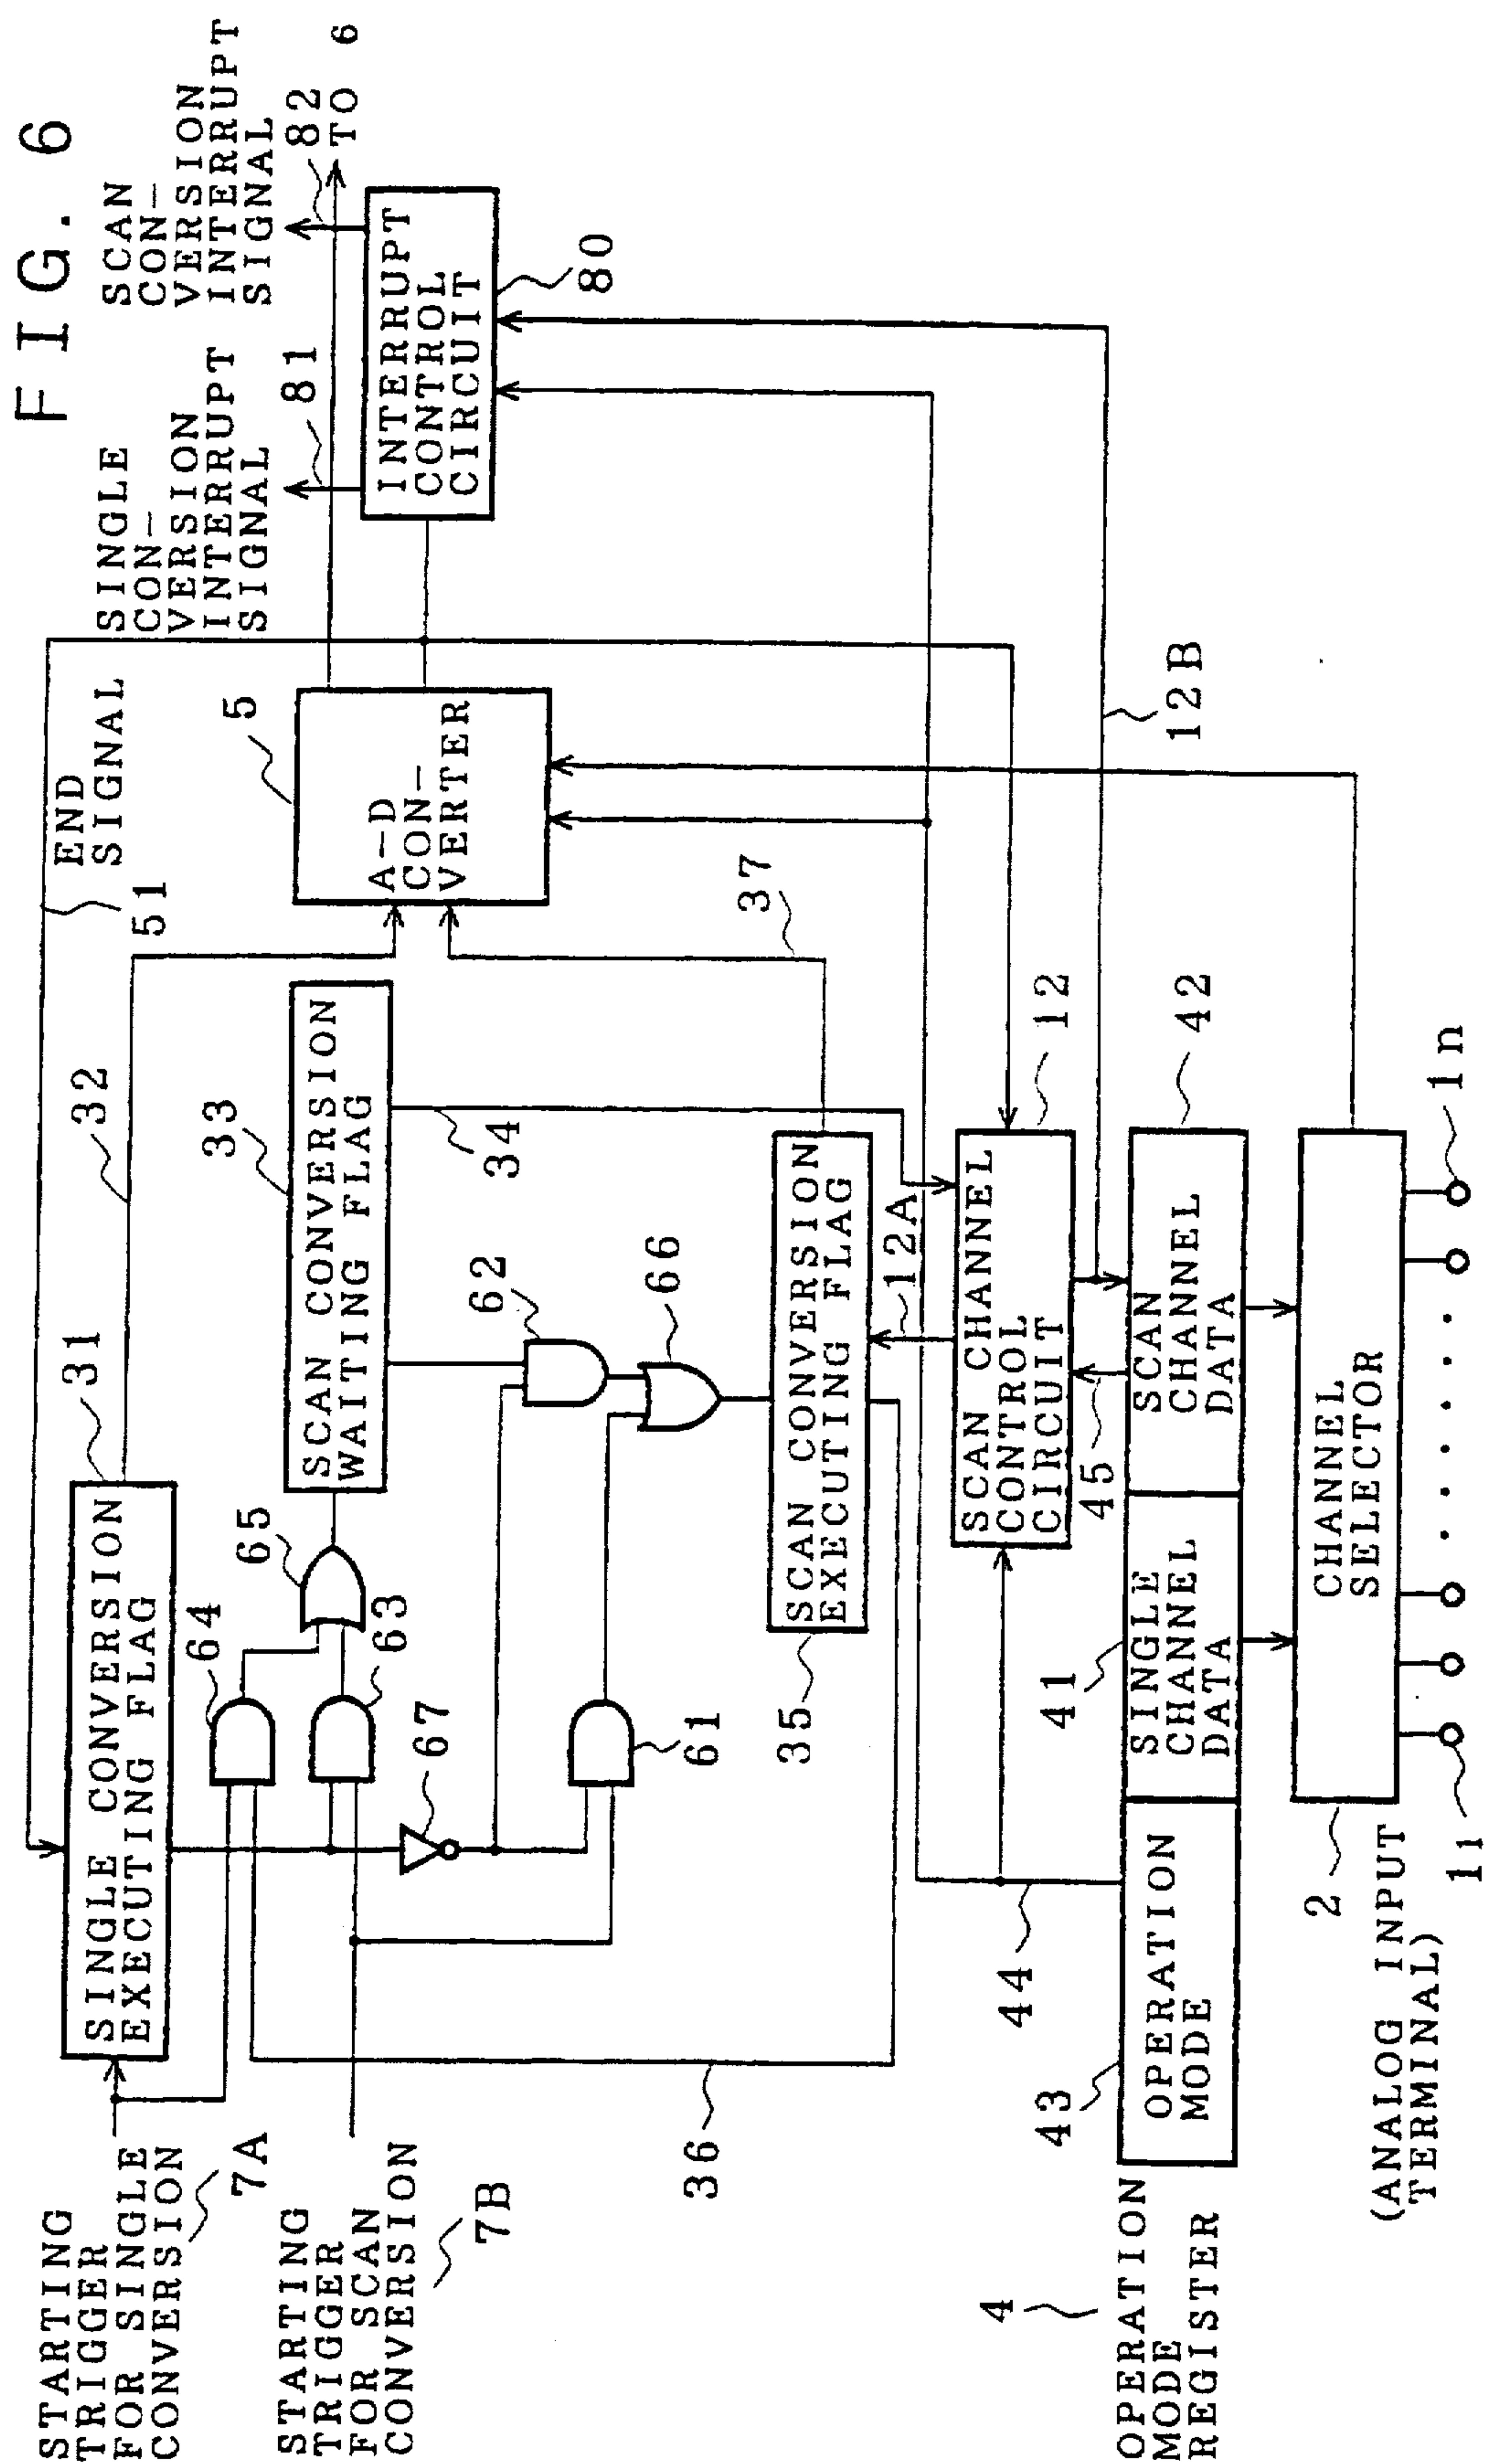 FIG. 6
STARTING
TRIGGER
FOR SINGLE
CONVERSION
7A
STARTING
TRIGGER
FOR SCAN
CONVERSION
7B
SINGLE CONVERSION
EXECUTING FLAG
31
32
END
SIGNAL
51
64
63
65
67
61
SCAN CONVERSION
WAITING FLAG
33
34
62
66
SCAN CONVERSION
EXECUTING FLAG
35
36
37
A-D
CON-
VERTER
5
SINGLE
CON-
VERSION
INTERRUPT
SIGNAL
81
SCAN
CON-
VERSION
INTERRUPT
SIGNAL
82
TO 6
INTERRUPT
CONTROL
CIRCUIT
80
12A
SCAN CHANNEL
CONTROL
CIRCUIT
12
12B
44
45
4
OPERATION
MODE
REGISTER
43
OPERATION
MODE
41
SINGLE
CHANNEL
DATA
SCAN
CHANNEL
DATA
42
2
CHANNEL
SELECTOR
(ANALOG INPUT
TERMINAL)
11
1n